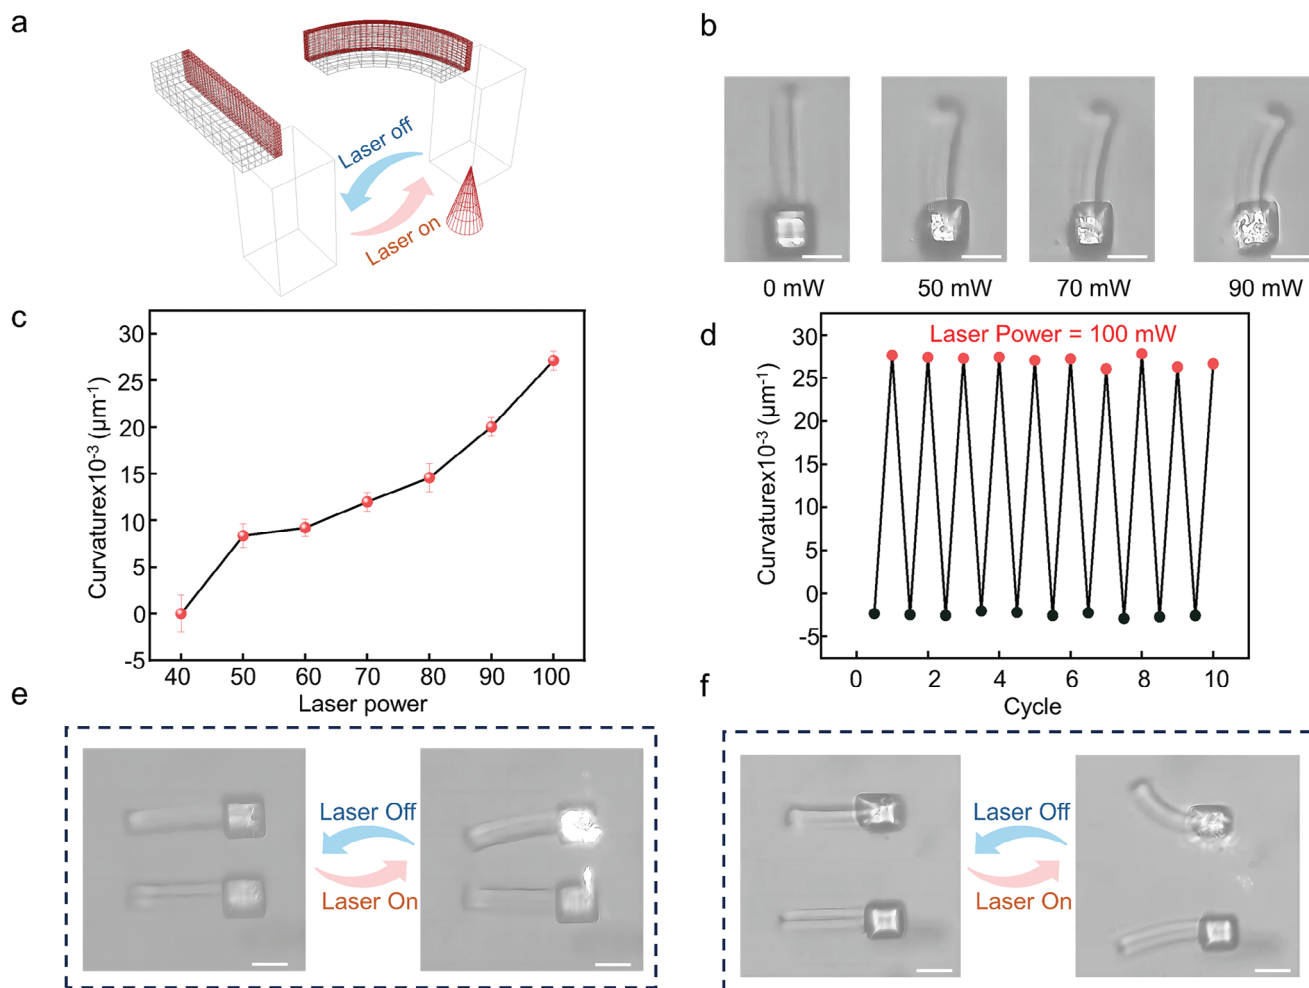 a
Laser off
Laser on
b
0 mW
50 mW
70 mW
90 mW
c
Curvaturex10⁻³ (μm⁻¹)
30
25
20
15
10
5
0
-5
40
50
60
70
80
90
100
Laser power
d
Laser Power = 100 mW
Curvaturex10⁻³ (μm⁻¹)
30
25
20
15
10
5
0
-5
0
2
4
6
8
10
Cycle
e
Laser Off
Laser On
f
Laser Off
Laser On